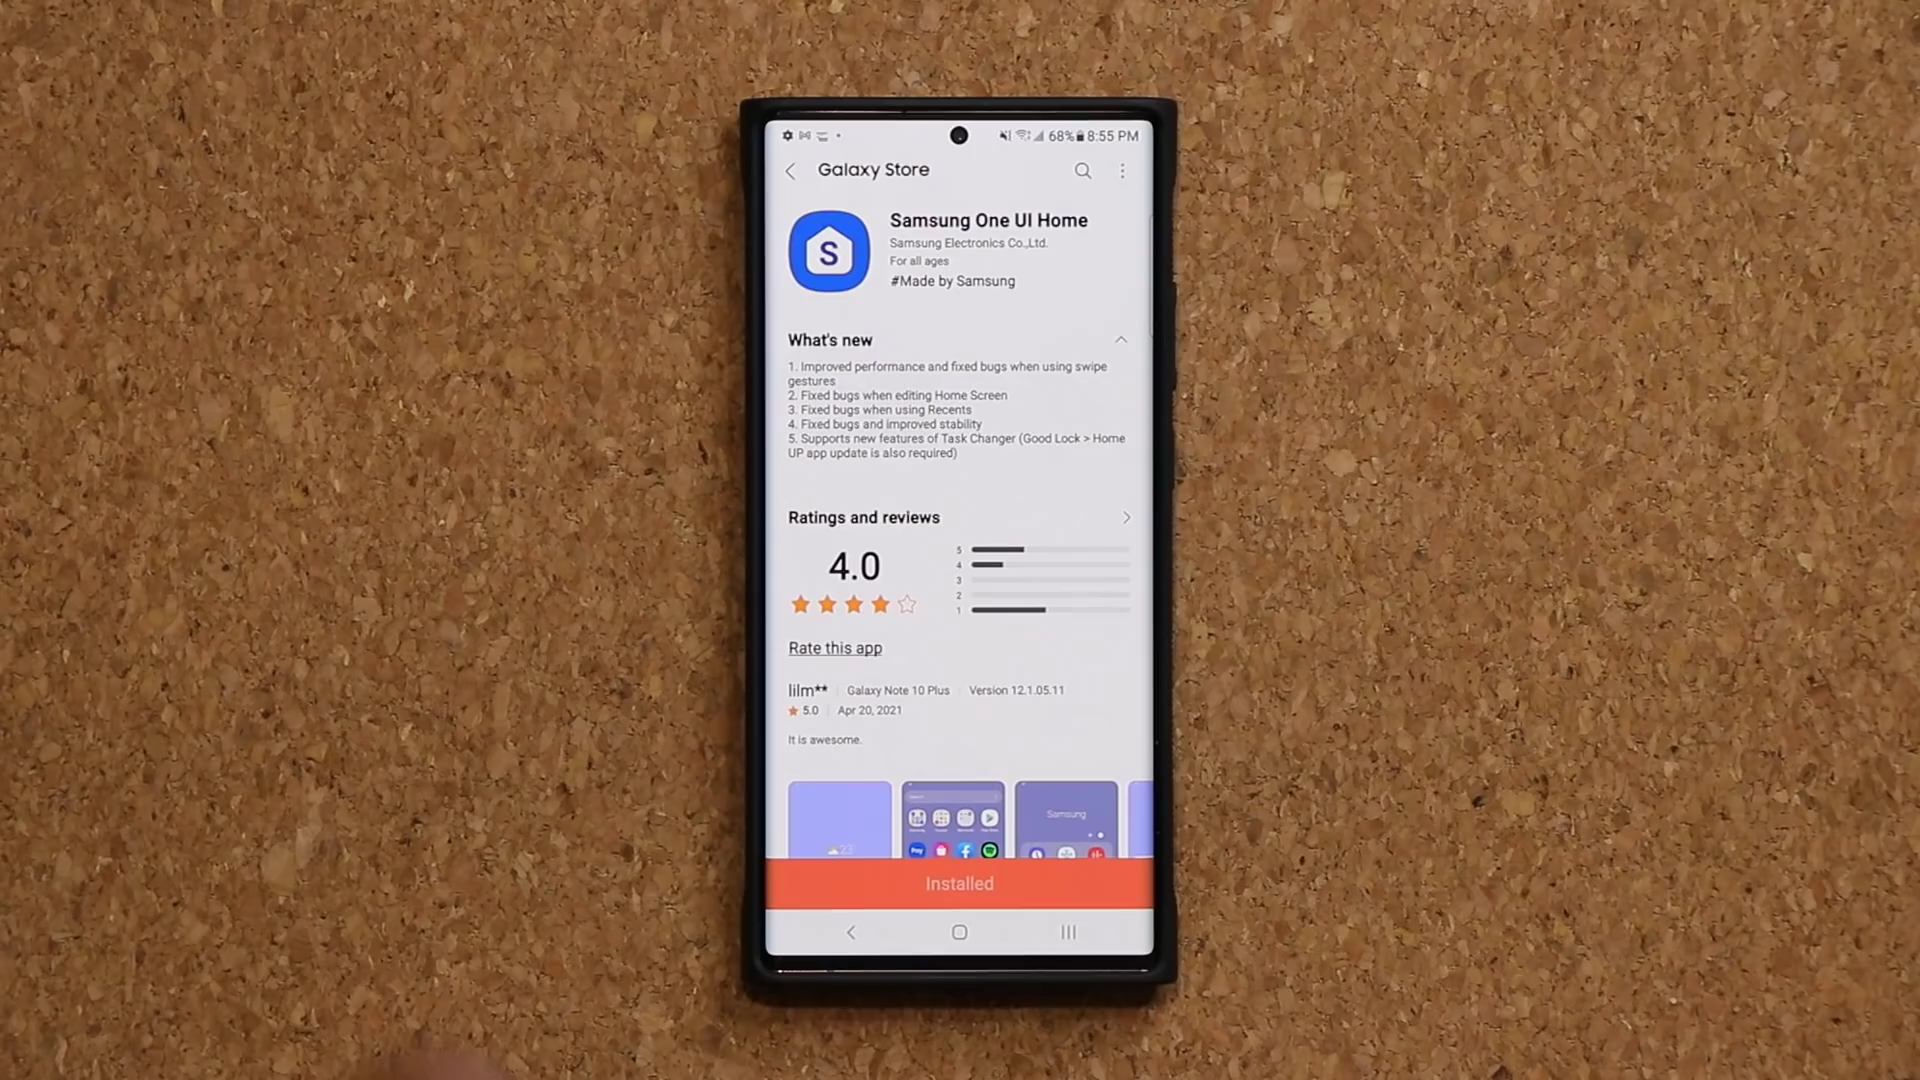 68% 8:55 PM
Galaxy Store
S
Samsung One UI Home
Samsung Electronics Co.,Ltd.
For all ages
#Made by Samsung
What's new
1. Improved performance and fixed bugs when using swipe
gestures
2. Fixed bugs when editing Home Screen
3. Fixed bugs when using Recents
4. Fixed bugs and improved stability
5. Supports new features of Task Changer (Good Lock > Home
UP app update is also required)
Ratings and reviews
4.0
5
4
3
2
1
Rate this app
lilm** Galaxy Note 10 Plus Version 12.1.05.11
5.0 Apr 20, 2021
It is awesome.
Samsung
23
Pay
Installed